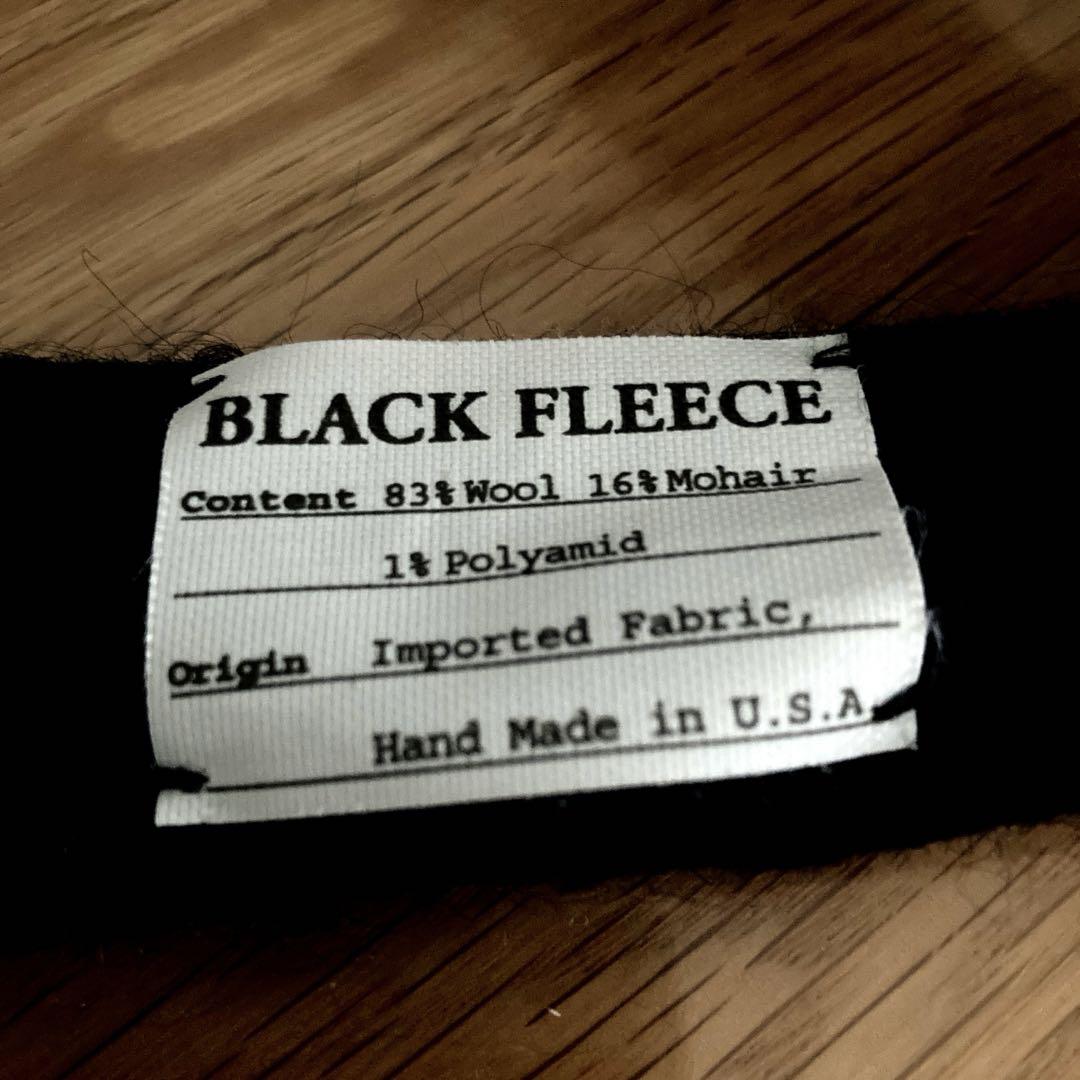 BLACK FLEECE
Content 83% Wool 16% Mohair
1% Polyamid
Origin Imported Fabric,
Hand Made in U.S.A.